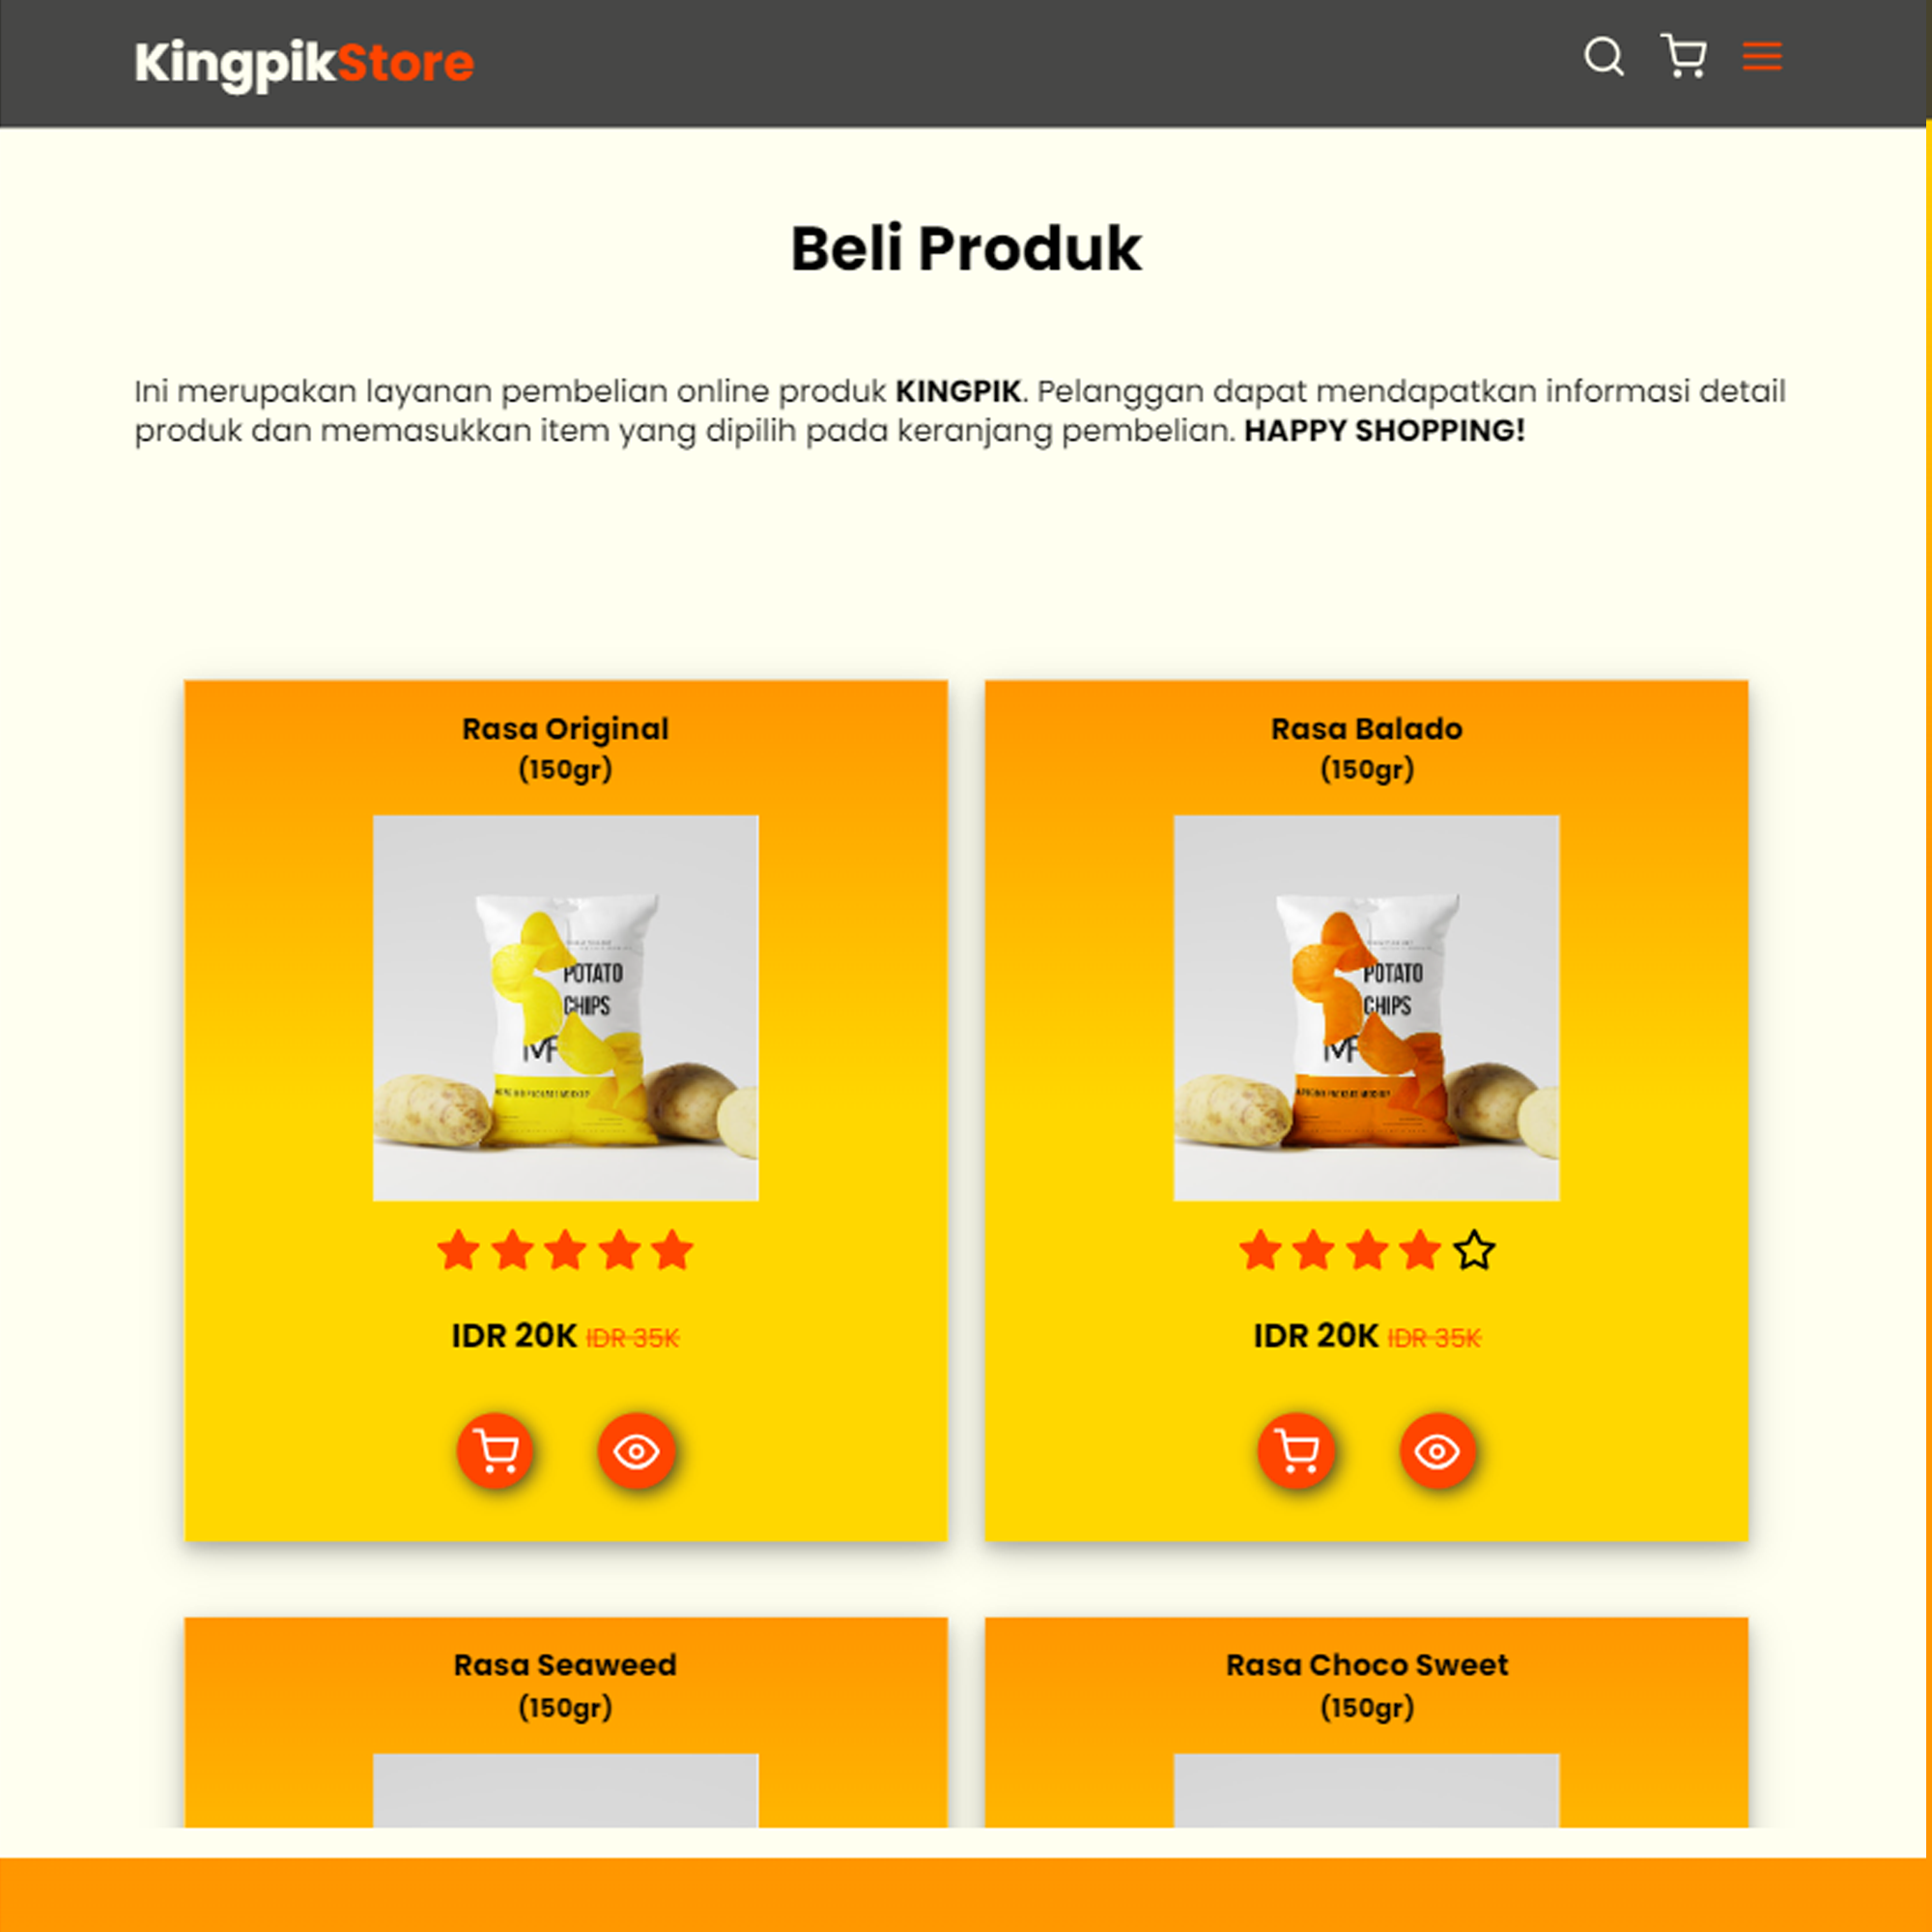 KingpikStore
Beli Produk
Ini merupakan layanan pembelian online produk KINGPIK. Pelanggan dapat mendapatkan informasi detail
produk dan memasukkan item yang dipilih pada keranjang pembelian. HAPPY SHOPPING!
Rasa Original
(150gr)
POTATO
CHIPS
IDR 20K IDR 35K
Rasa Balado
(150gr)
POTATO
CHIPS
IDR 20K IDR 35K
Rasa Seaweed
(150gr)
Rasa Choco Sweet
(150gr)